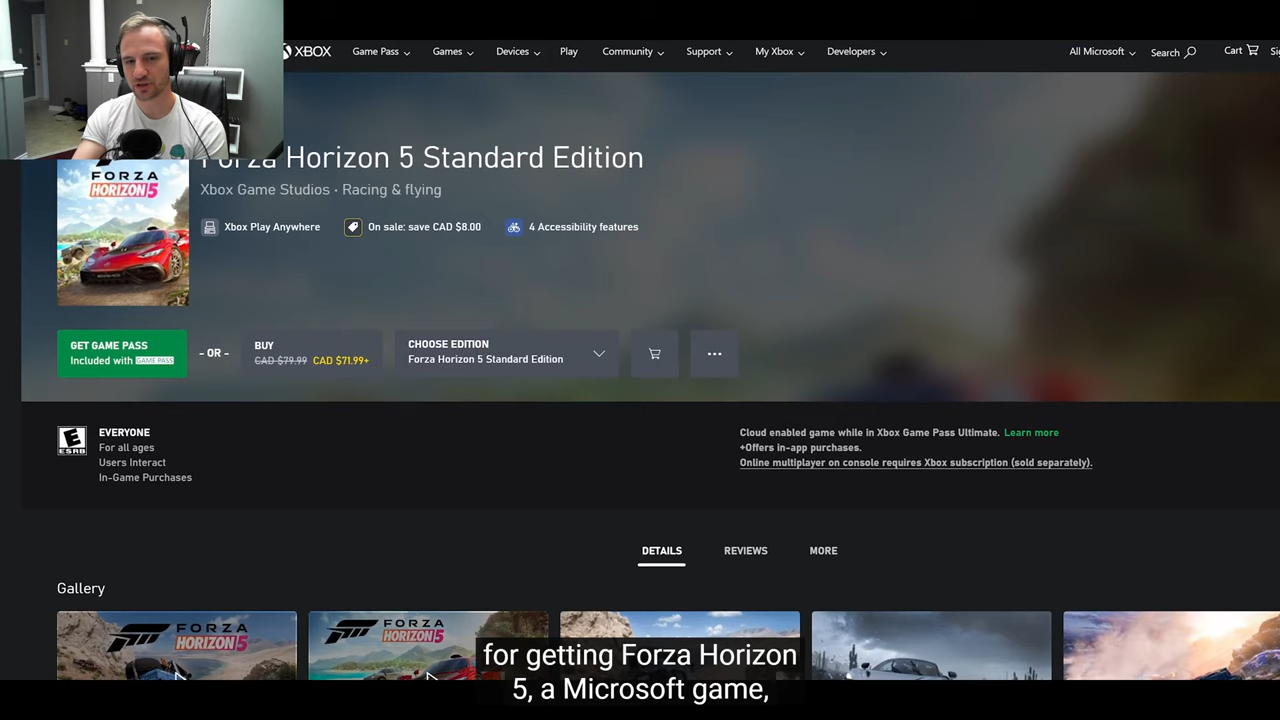 XBOX
Game Pass
Games
Devices
Play
Community
Support
My Xbox
Developers
All Microsoft
Search
Cart
Forza Horizon 5 Standard Edition
Xbox Game Studios • Racing & flying
Xbox Play Anywhere
On sale: save CAD $8.00
4 Accessibility features
FORZA
HORIZON 5
GET GAME PASS
Included with GAME PASS
- OR -
BUY
CAD $79.99 CAD $71.99+
CHOOSE EDITION
Forza Horizon 5 Standard Edition
E
ESRB
EVERYONE
For all ages
Users Interact
In-Game Purchases
Cloud enabled game while in Xbox Game Pass Ultimate. Learn more
+Offers in-app purchases.
Online multiplayer on console requires Xbox subscription (sold separately).
DETAILS
REVIEWS
MORE
Gallery
FORZA
HORIZON 5
FORZA
HORIZON 5
for getting Forza Horizon
5, a Microsoft game,